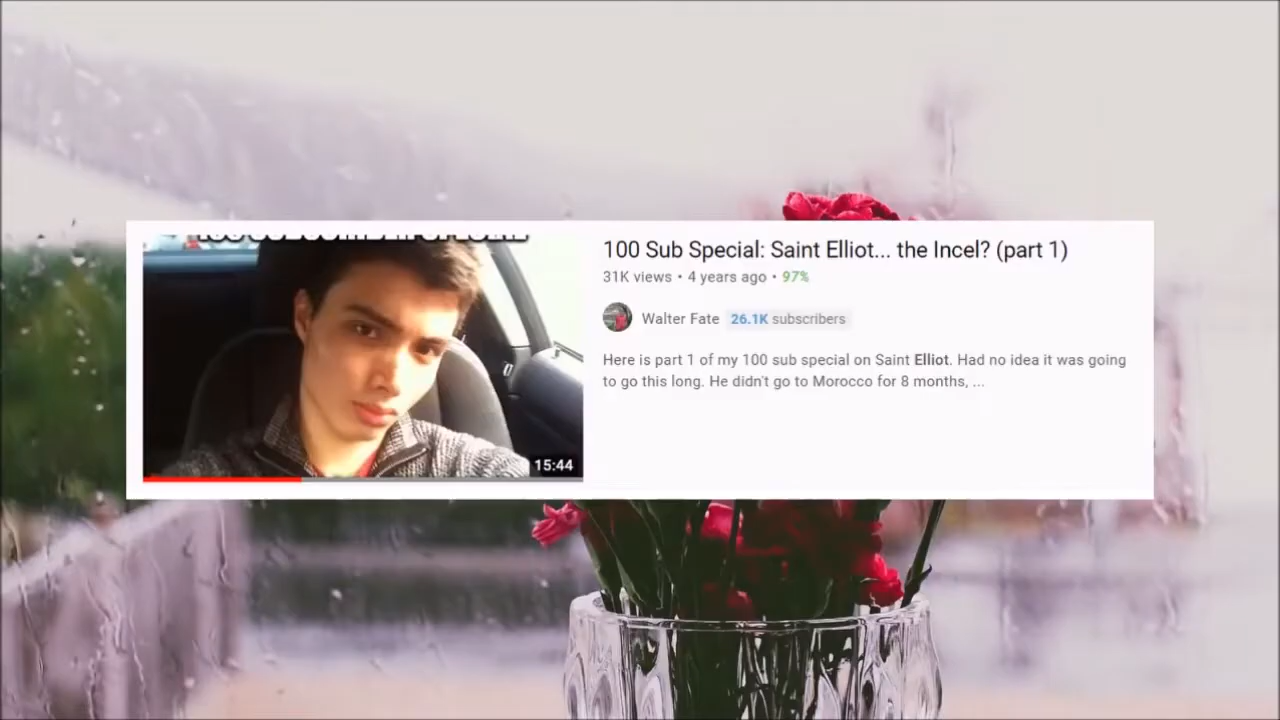 100 Sub Special: Saint Elliot... the Incel? (part 1)
31K views • 4 years ago • 97%
Walter Fate 26.1K subscribers
Here is part 1 of my 100 sub special on Saint Elliot. Had no idea it was going
to go this long. He didn't go to Morocco for 8 months, ...
15:44